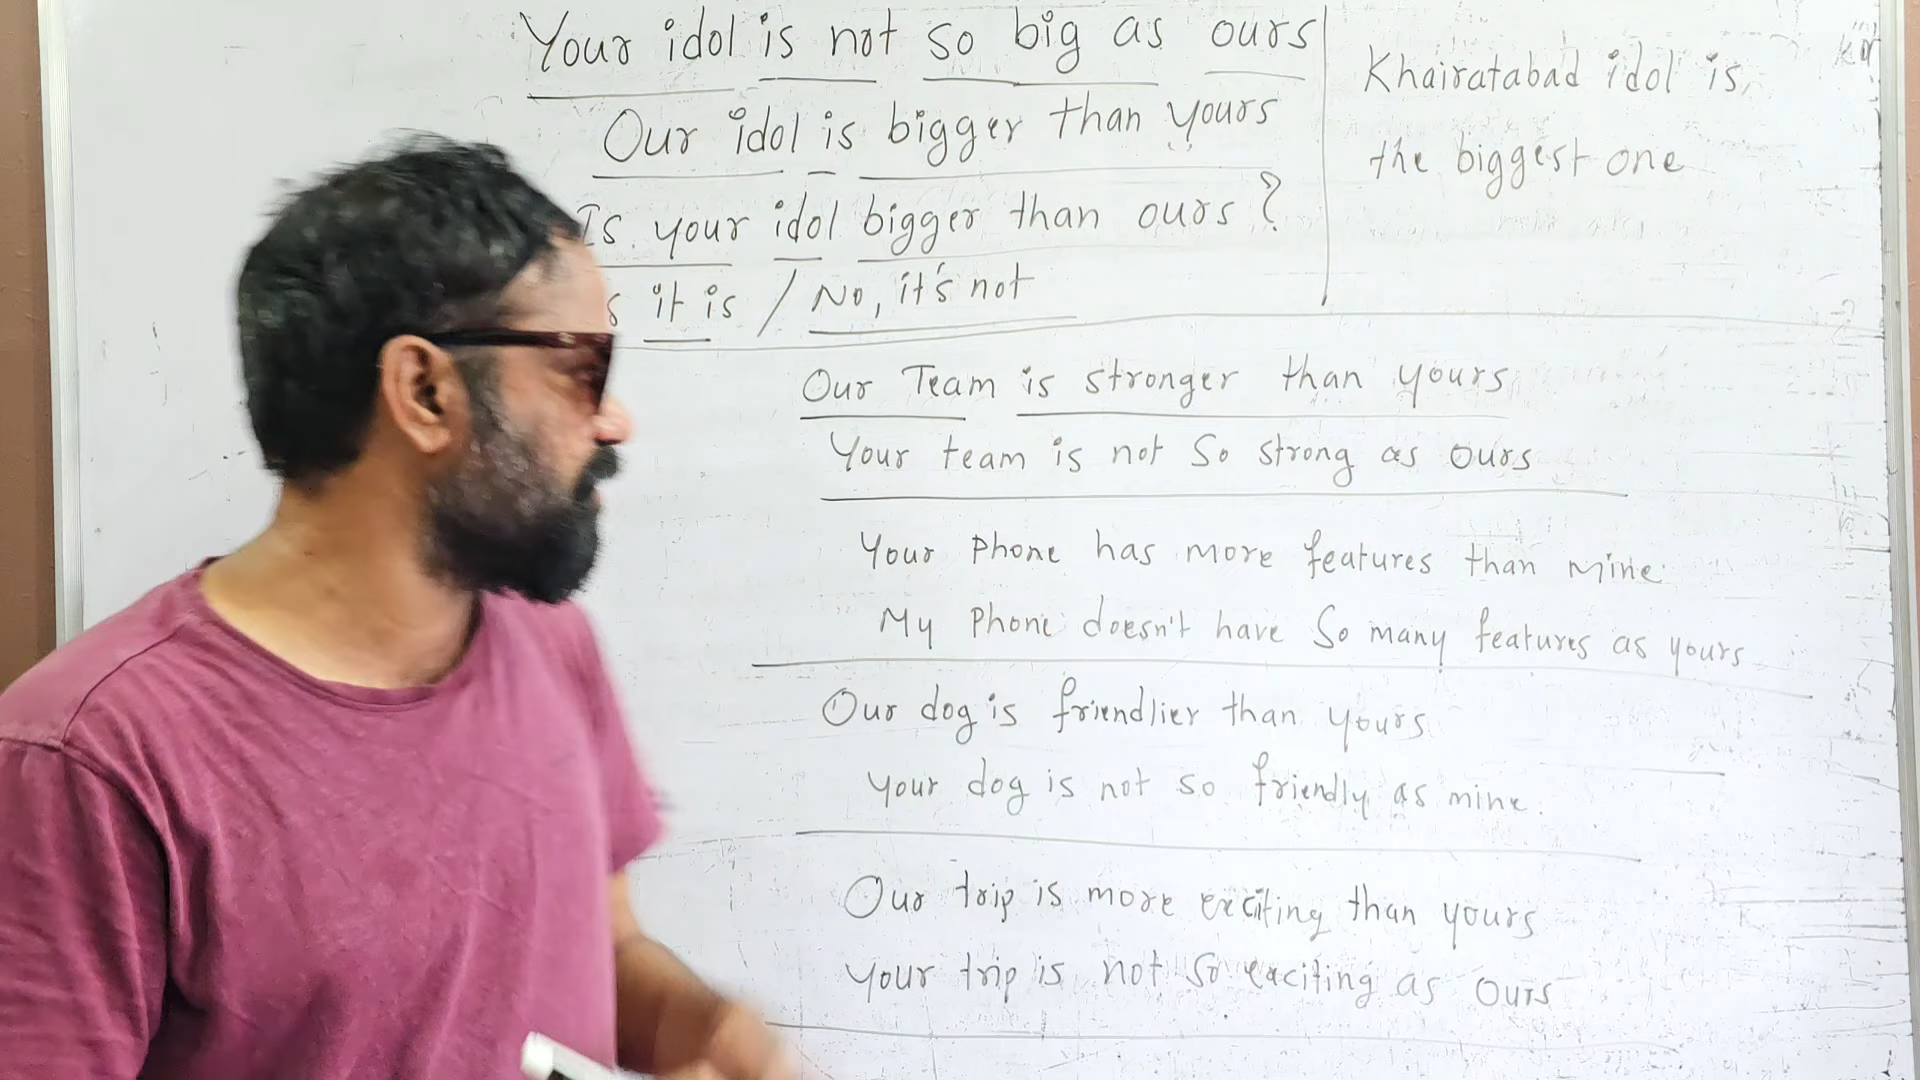 Your idol is not so big as ours
Our idol is bigger than yours
Is your idol bigger than ours?
it is / No, it's not
Khairatabad idol is
the biggest one
Our Team is stronger than yours
Your team is not So strong as ours
Your Phone has more features than mine
My Phone doesn't have So many features as yours
Our dog is friendlier than yours
Your dog is not so friendly as mine.
Our trip is more exciting than yours
Your trip is not so exciting as ours